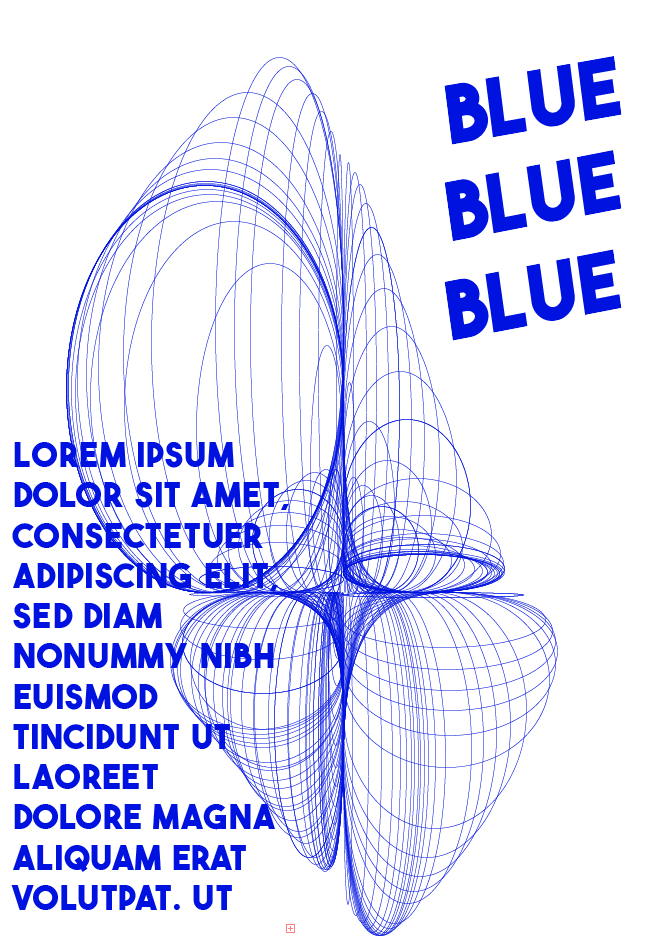 BLUE
BLUE
BLUE
LOREM IPSUM
DOLOR SIT AMET,
CONSECTETUER
ADIPISCING ELIT,
SED DIAM
NONUMMY NIBH
EUISMOD
TINCIDUNT UT
LAOREET
DOLORE MAGNA
ALIQUAM ERAT
VOLUTPAT. UT